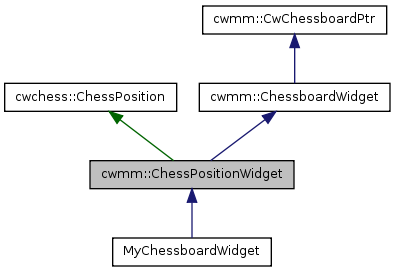 cwmm::CwChessboardPtr
cwchess::ChessPosition
cwmm::ChessboardWidget
cwmm::ChessPositionWidget
MyChessboardWidget